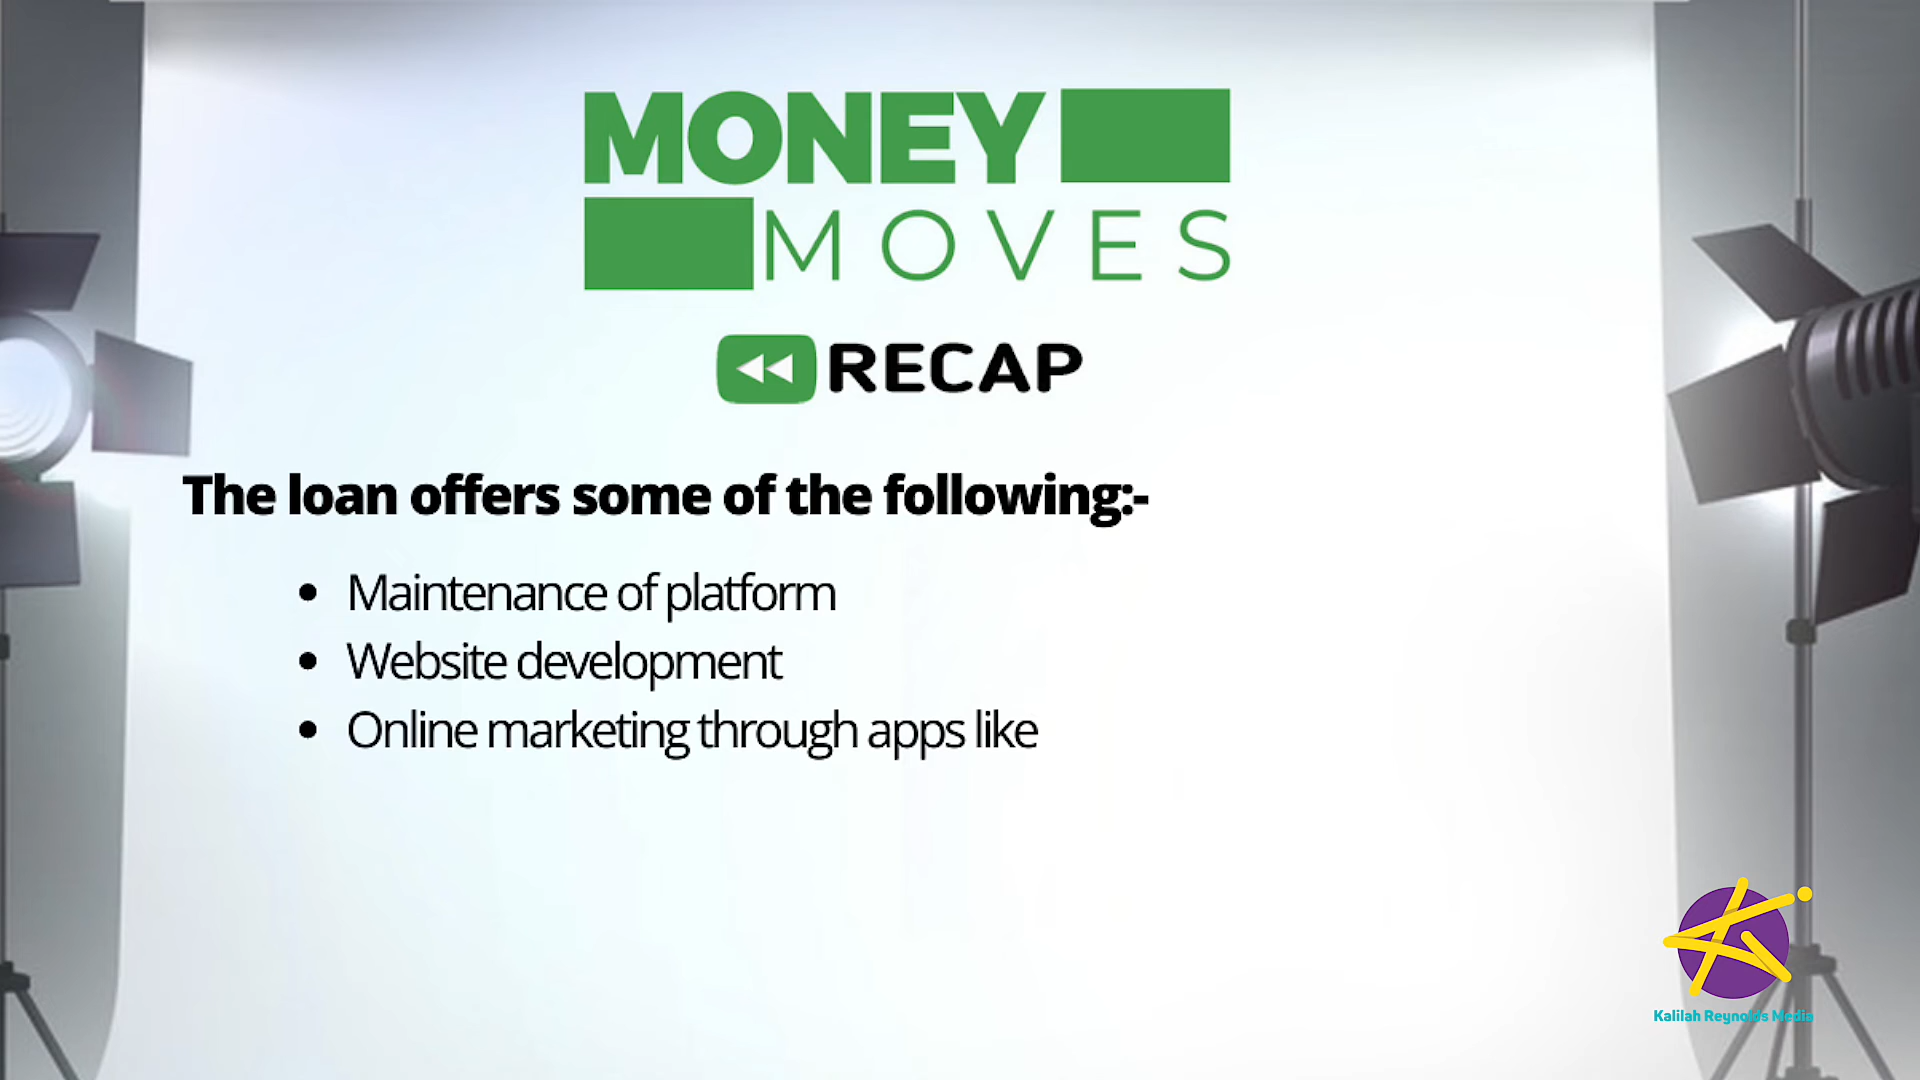 MONEY
MOVES
RECAP
The loan offers some of the following:-
• Maintenance of platform
• Website development
• Online marketing through apps like
Kalilah Reynolds Media